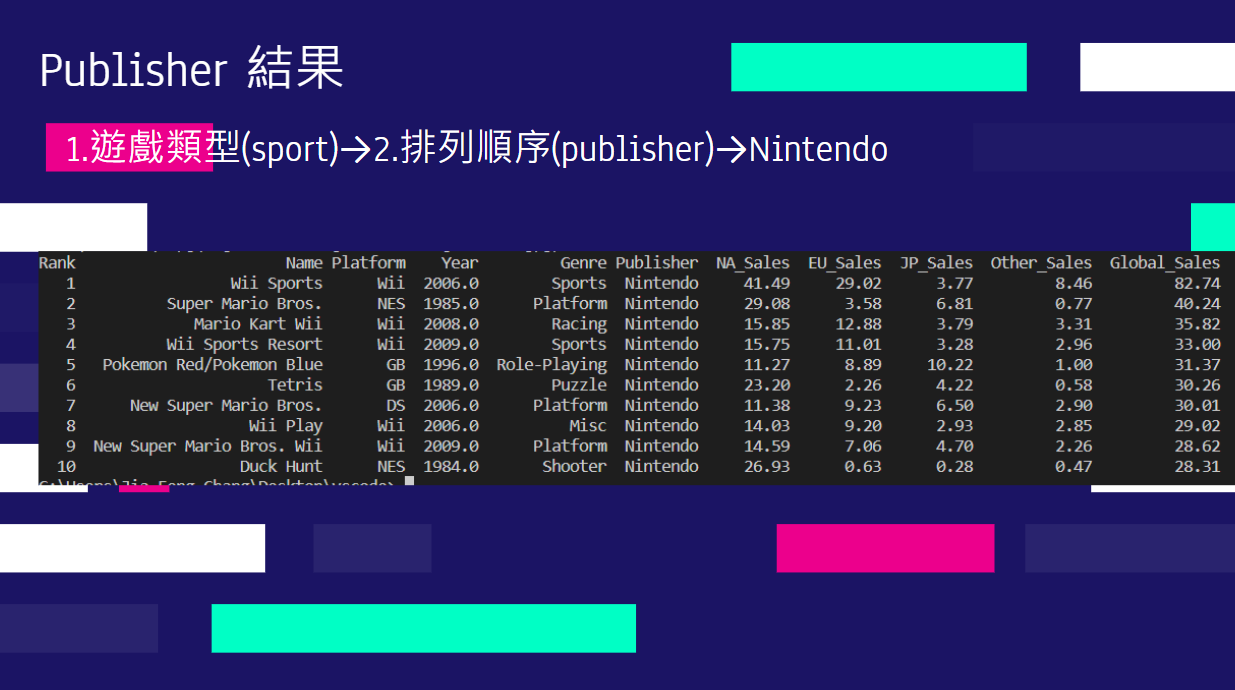 Publisher 結果
1.遊戲類型(sport)→2.排列順序(publisher)→Nintendo
Rank Name Platform Year Genre Publisher NA_Sales EU_Sales JP_Sales Other_Sales Global_Sales
1 Wii Sports Wii 2006.0 Sports Nintendo 41.49 29.02 3.77 8.46 82.74
2 Super Mario Bros. NES 1985.0 Platform Nintendo 29.08 3.58 6.81 0.77 40.24
3 Mario Kart Wii Wii 2008.0 Racing Nintendo 15.85 12.88 3.79 3.31 35.82
4 Wii Sports Resort Wii 2009.0 Sports Nintendo 15.75 11.01 3.28 2.96 33.00
5 Pokemon Red/Pokemon Blue GB 1996.0 Role-Playing Nintendo 11.27 8.89 10.22 1.00 31.37
6 Tetris GB 1989.0 Puzzle Nintendo 23.20 2.26 4.22 0.58 30.26
7 New Super Mario Bros. DS 2006.0 Platform Nintendo 11.38 9.23 6.50 2.90 30.01
8 Wii Play Wii 2006.0 Misc Nintendo 14.03 9.20 2.93 2.85 29.02
9 New Super Mario Bros. Wii Wii 2009.0 Platform Nintendo 14.59 7.06 4.70 2.26 28.62
10 Duck Hunt NES 1984.0 Shooter Nintendo 26.93 0.63 0.28 0.47 28.31